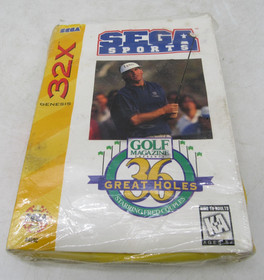 SEGA
32X
GENESIS
SEGA
SPORTS
GOLF
MAGAZINE
36
GREAT HOLES
STARRING FRED COUPLES
KIDS TO ADULTS
K-A